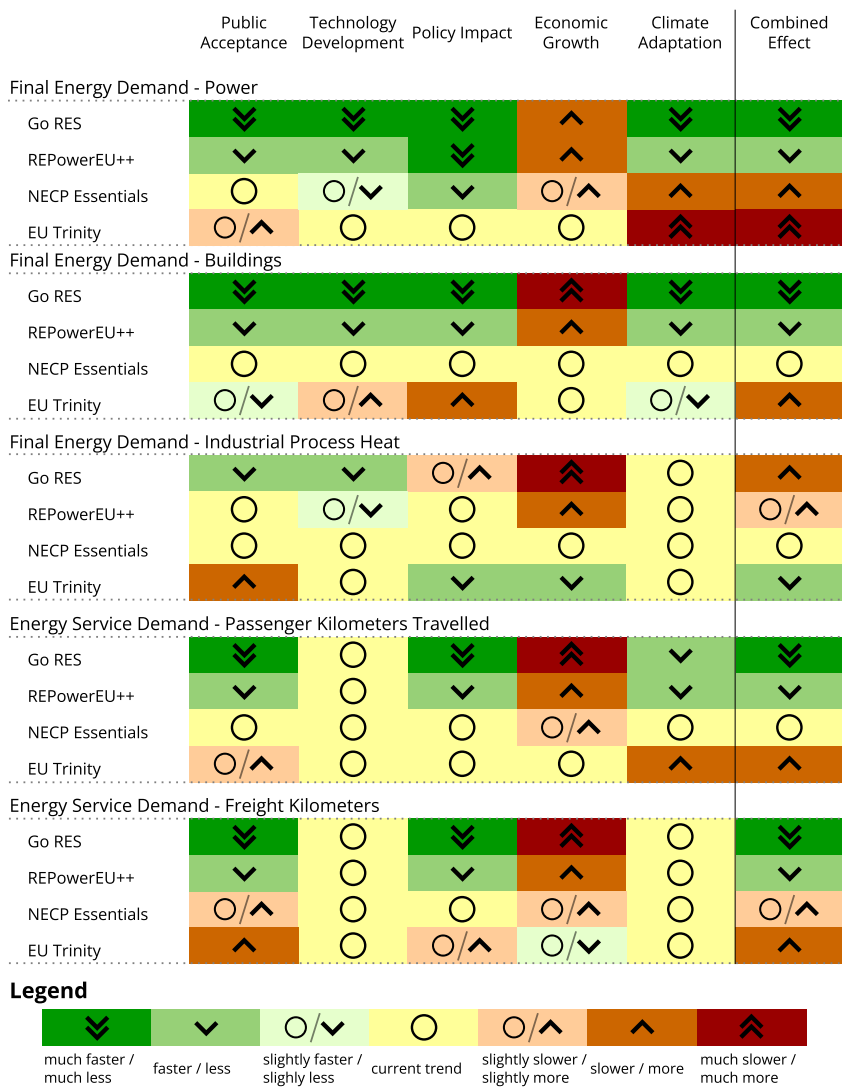 Public Acceptance
Technology Development
Policy Impact
Economic Growth
Climate Adaptation
Combined Effect
Final Energy Demand - Power
Go RES
REPowerEU++
NECP Essentials
EU Trinity
Final Energy Demand - Buildings
Go RES
REPowerEU++
NECP Essentials
EU Trinity
Final Energy Demand - Industrial Process Heat
Go RES
REPowerEU++
NECP Essentials
EU Trinity
Energy Service Demand - Passenger Kilometers Travelled
Go RES
REPowerEU++
NECP Essentials
EU Trinity
Energy Service Demand - Freight Kilometers
Go RES
REPowerEU++
NECP Essentials
EU Trinity
Legend
much faster /
much less
faster / less
slightly faster /
slighly less
current trend
slightly slower /
slightly more
slower / more
much slower /
much more